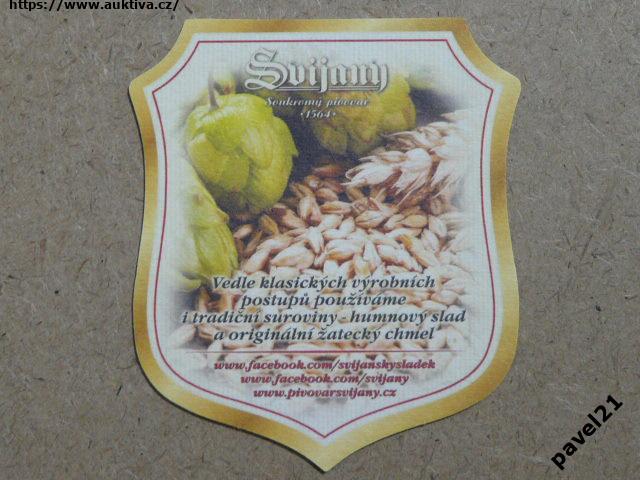 https://www.auktiva.cz/
Svijany
Soukromý pivovar
·1564·
Vedle klasických výrobních
postupů používáme
i tradiční suroviny - humnový slad
a originální žatecký chmel
www.facebook.com/svijanskysladek
www.facebook.com/svijany
www.pivovarsvijany.cz
pavel21